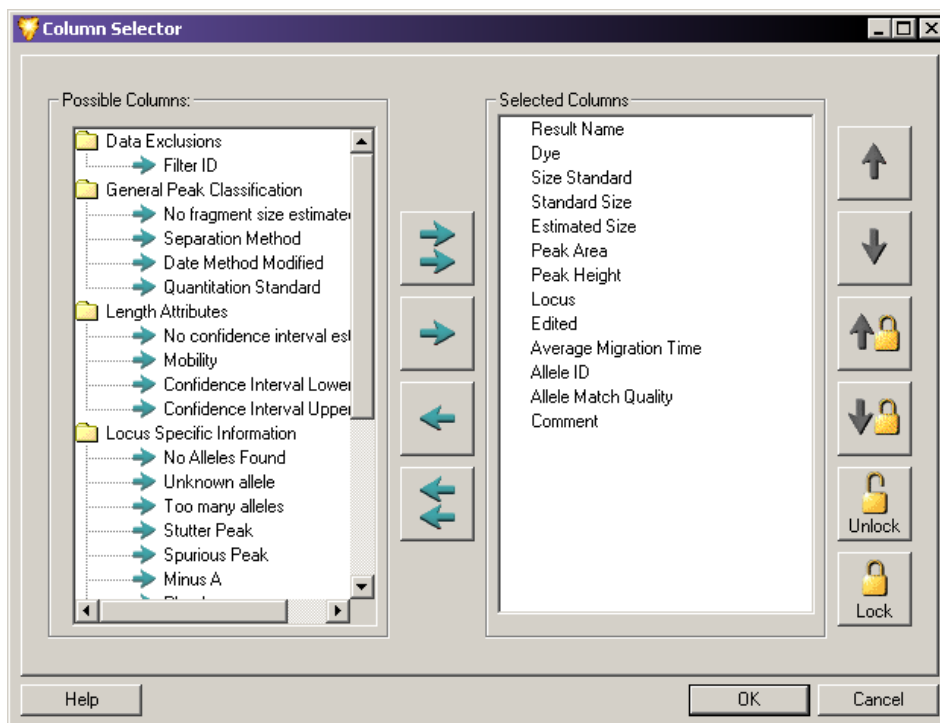 Column Selector
Possible Columns:
Data Exclusions
Filter ID
General Peak Classification
No fragment size estimated
Separation Method
Date Method Modified
Quantitation Standard
Length Attributes
No confidence interval est
Mobility
Confidence Interval Lower
Confidence Interval Upper
Locus Specific Information
No Alleles Found
Unknown allele
Too many alleles
Stutter Peak
Spurious Peak
Minus A
Selected Columns
Result Name
Dye
Size Standard
Standard Size
Estimated Size
Peak Area
Peak Height
Locus
Edited
Average Migration Time
Allele ID
Allele Match Quality
Comment
Unlock
Lock
Help
OK
Cancel